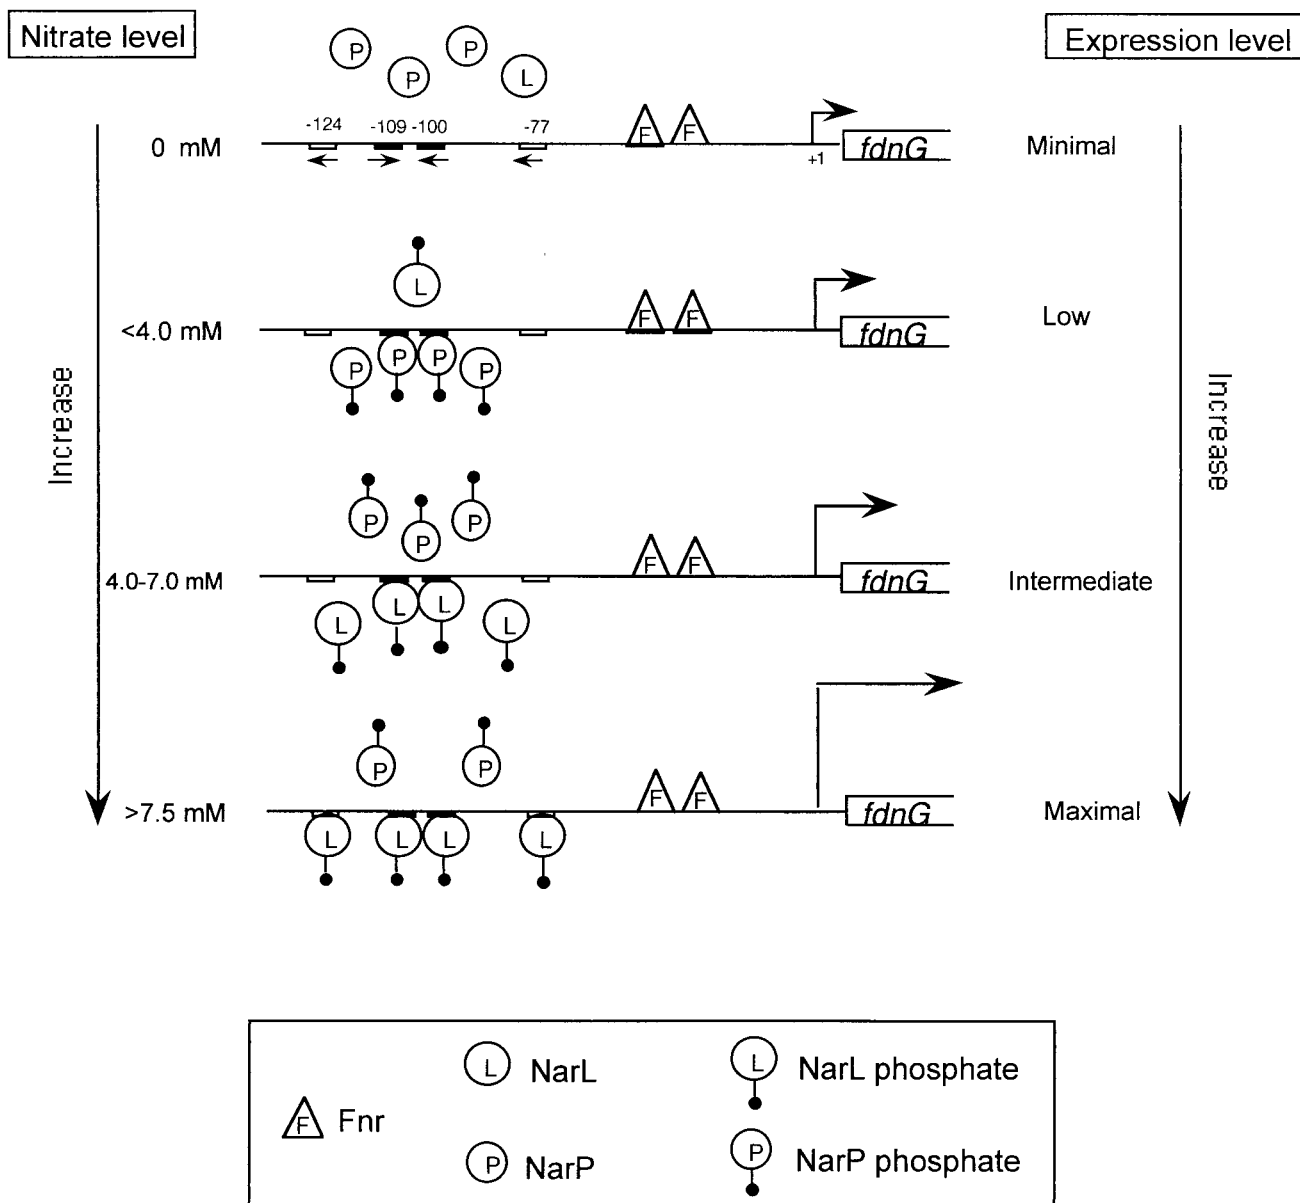 Nitrate level
Expression level
P P P L
-124 -109 -100 -77
0 mM
F F
+1
fdnG
Minimal
L
<4.0 mM
F F
fdnG
Low
P P P P
Increase
Increase
P P P
4.0-7.0 mM
F F
fdnG
Intermediate
L L L L
P P
>7.5 mM
F F
fdnG
Maximal
L L L L
L NarL
L NarL phosphate
F Fnr
P NarP
P NarP phosphate